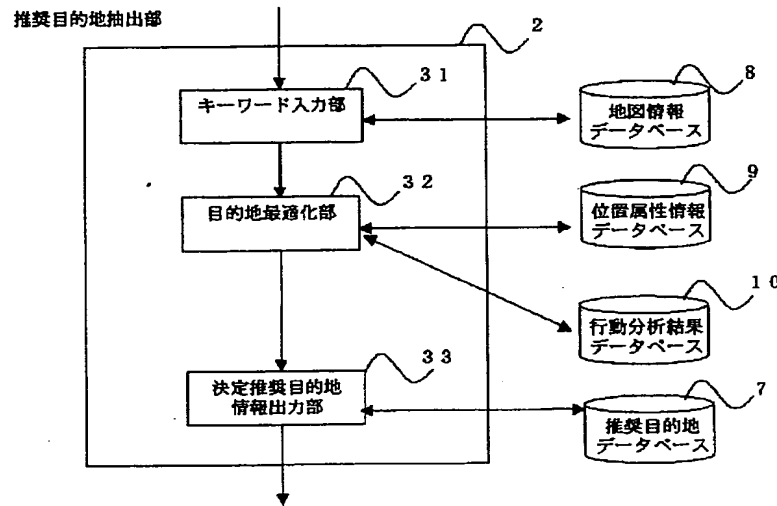 推奨目的地抽出部
2
31
キーワード入力部
8
地図情報
データベース
32
目的地最適化部
9
位置属性情報
データベース
10
行動分析結果
データベース
33
決定推奨目的地
情報出力部
7
推奨目的地
データベース